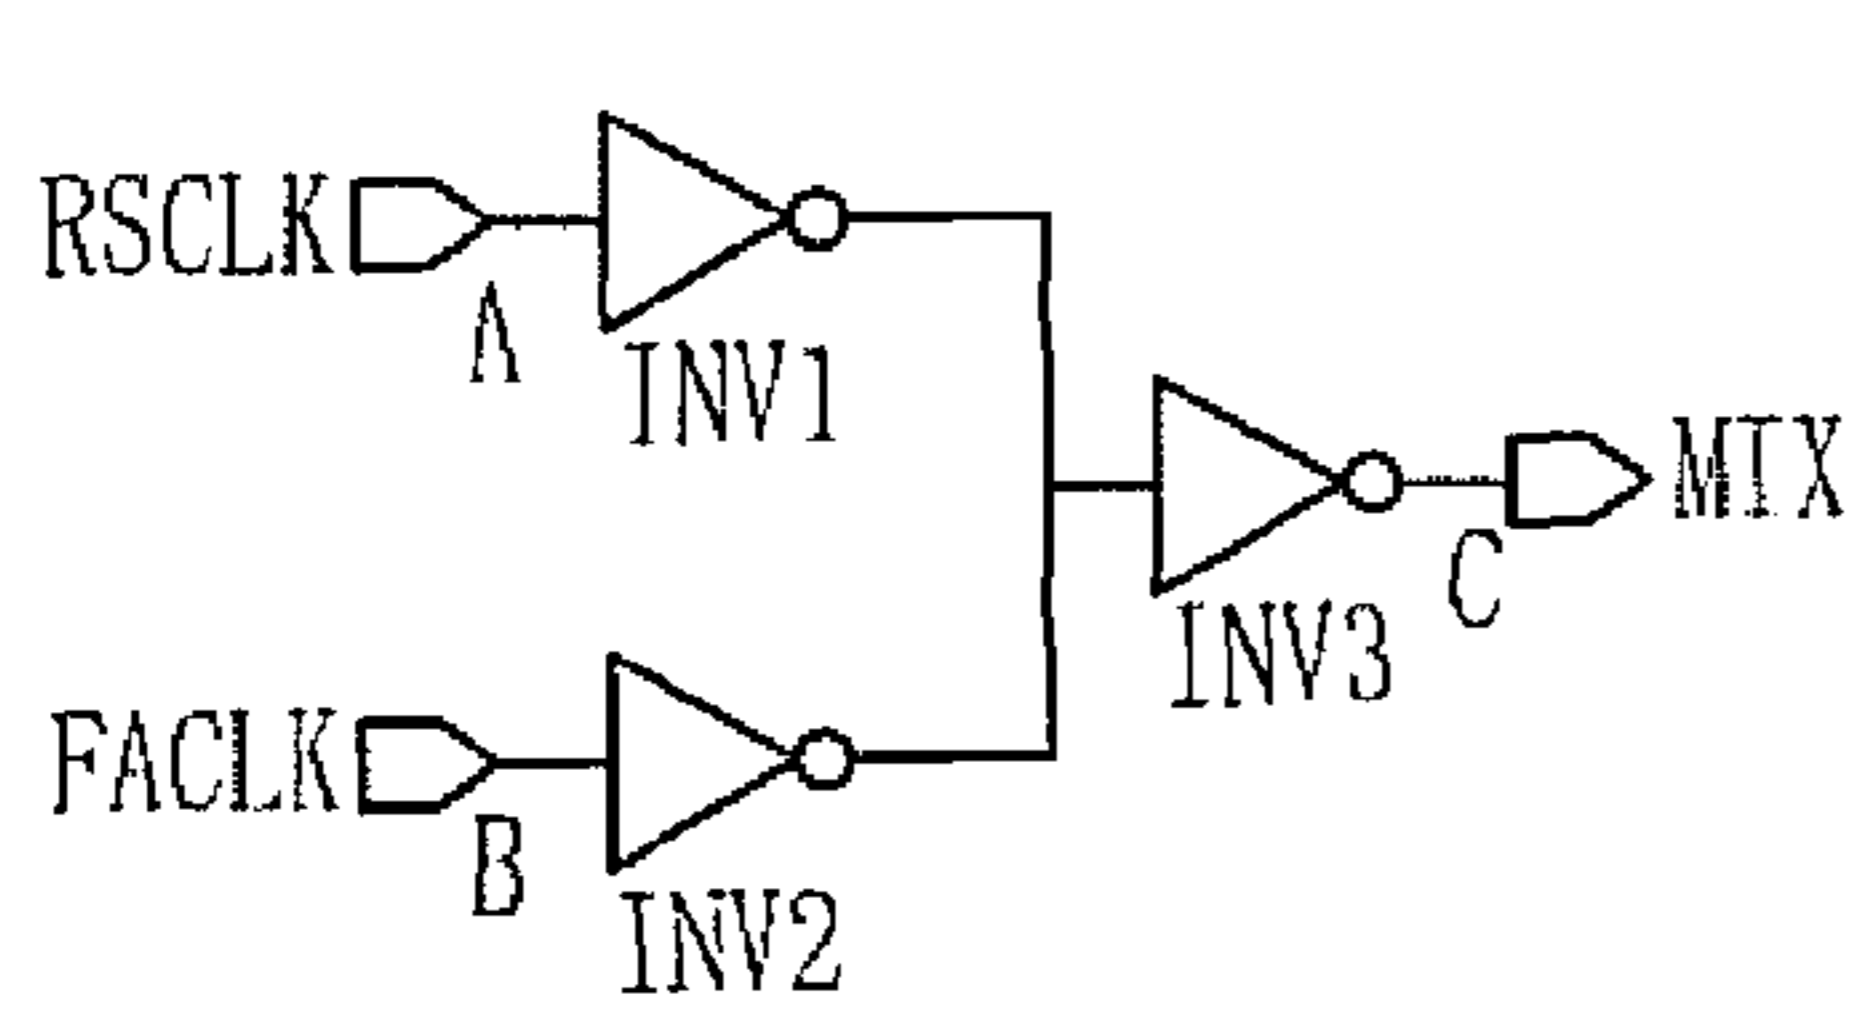 RSCLK
A
INV1
MIX
C
INV3
FACLK
B
INV2